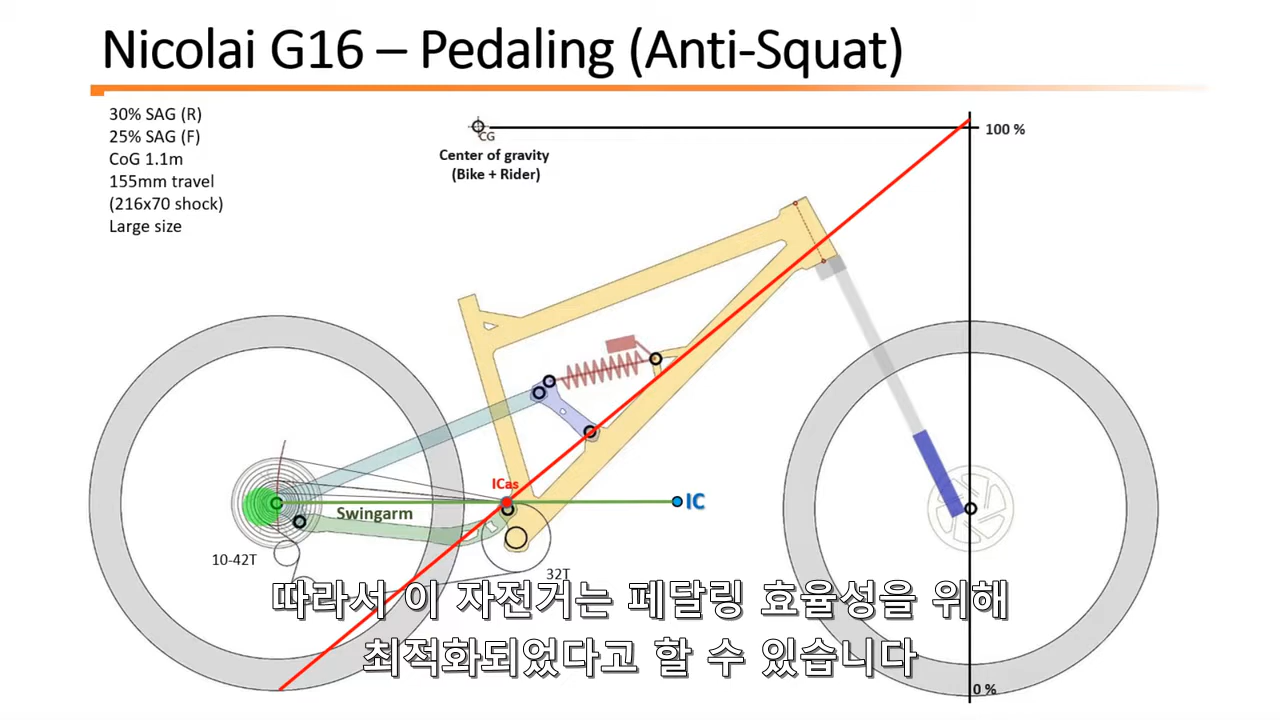 Nicolai G16 – Pedaling (Anti-Squat)
30% SAG (R)
25% SAG (F)
CoG 1.1m
155mm travel
(216x70 shock)
Large size
CG
Center of gravity
(Bike + Rider)
100 %
ICas
IC
Swingarm
10-42T
32T
따라서 이 자전거는 페달링 효율성을 위해
최적화되었다고 할 수 있습니다
0 %